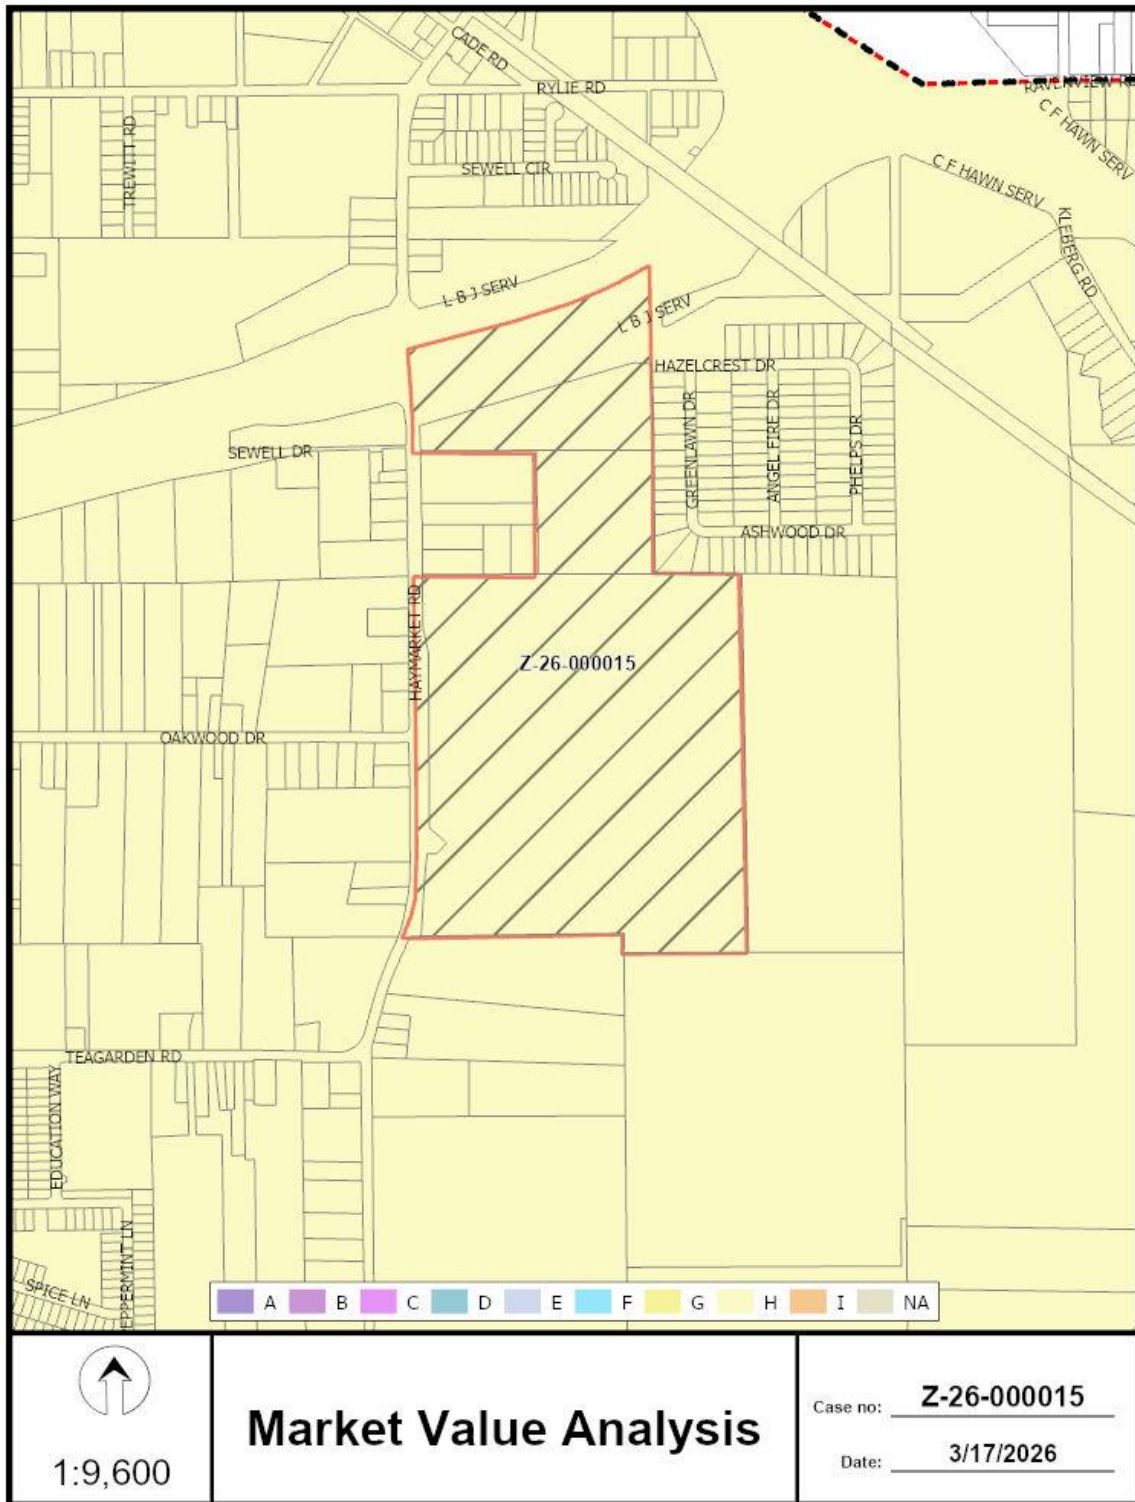 CADE RD
RYLIE RD
RAVENVIEW RD
C F HAWN SERV
TREWITT RD
SEWELL CIR
C F HAWN SERV
KLEBERG RD
L B J SERV
L B J SERV
HAZELCREST DR
GREENLAWN DR
ANGEL FIRE DR
PHELPS DR
SEWELL DR
ASHWOOD DR
HAYMARKET RD
Z-26-000015
OAKWOOD DR
TEAGARDEN RD
EDUCATION WAY
EPPERMINT LN
SPICE LN
A B C D E F G H I NA
1:9,600
Market Value Analysis
Case no: Z-26-000015
Date: 3/17/2026